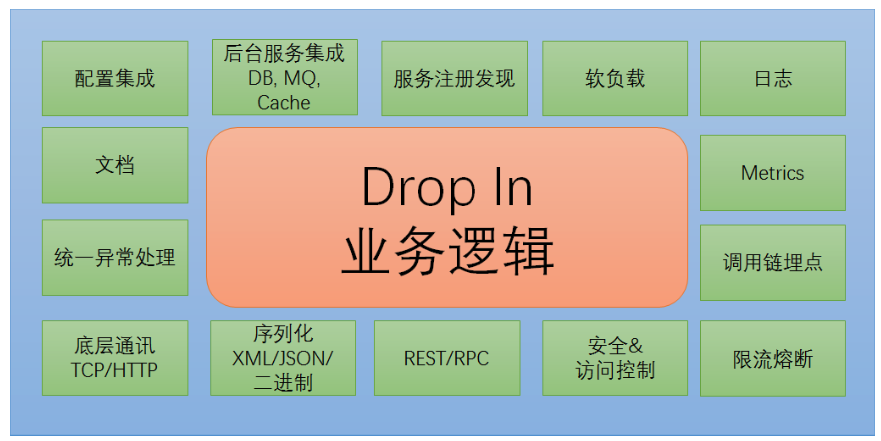 配置集成
后台服务集成
DB, MQ,
Cache
服务注册发现
软负载
日志
文档
Drop In
业务逻辑
Metrics
统一异常处理
调用链埋点
底层通讯
TCP/HTTP
序列化
XML/JSON/
二进制
REST/RPC
安全&
访问控制
限流熔断